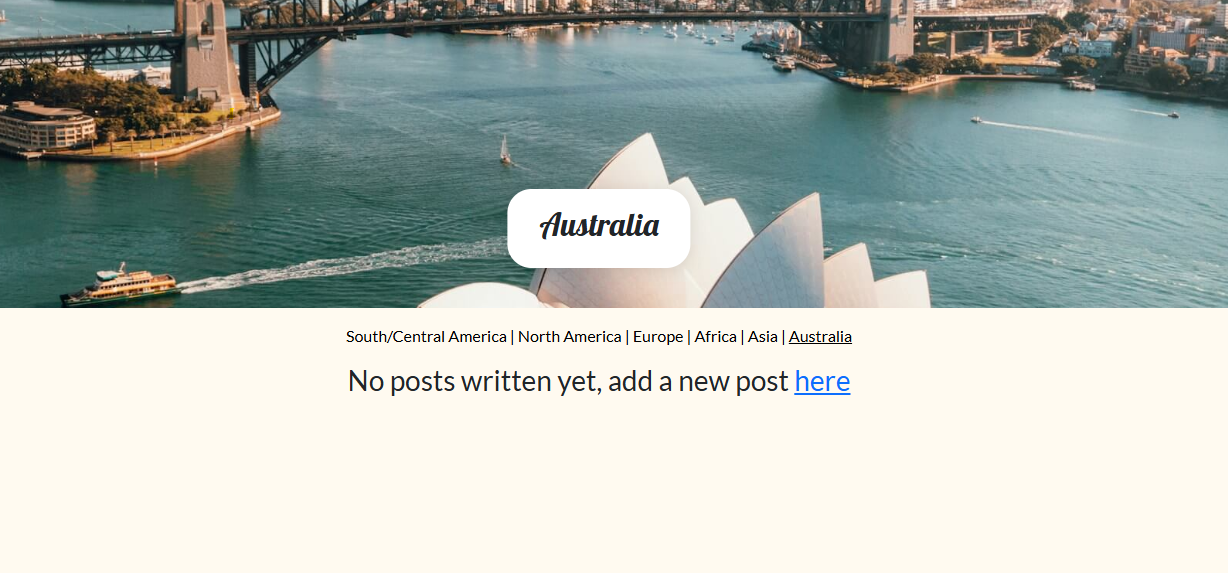 Australia
South/Central America | North America | Europe | Africa | Asia | Australia
No posts written yet, add a new post here